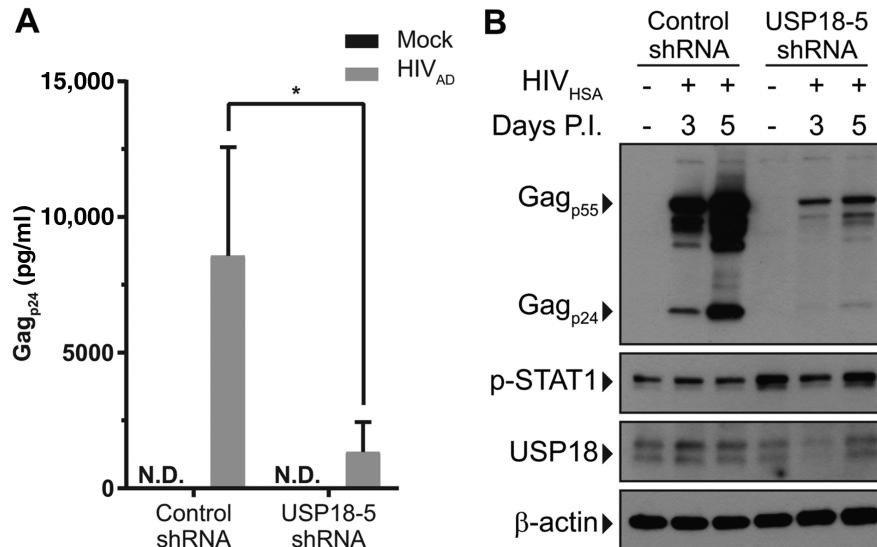 A
Mock
HIVAD
15,000
*
10,000
5000
0
Gagp24 (pg/ml)
N.D.
N.D.
Control
shRNA
USP18-5
shRNA
B
Control
shRNA
USP18-5
shRNA
HIVHSA - + + - + +
Days P.I. - 3 5 - 3 5
Gagp55
Gagp24
p-STAT1
USP18
β-actin